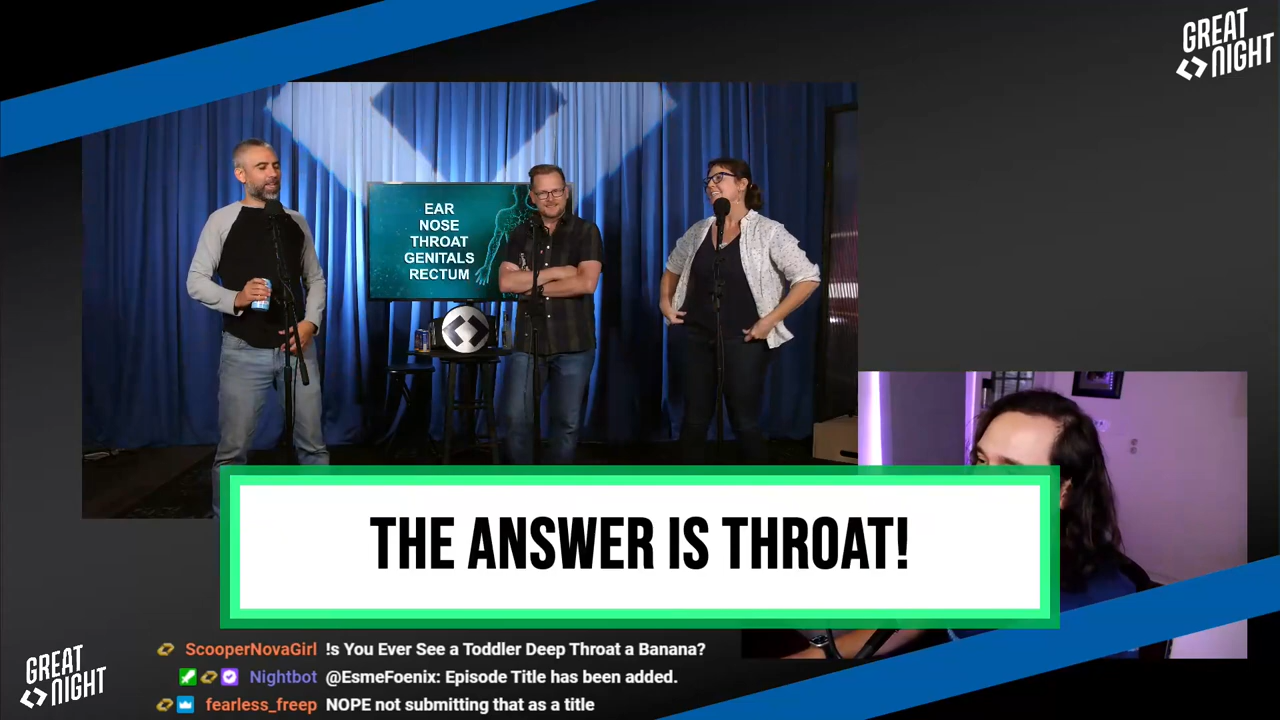 GREAT
NIGHT
EAR
NOSE
THROAT
GENITALS
RECTUM
THE ANSWER IS THROAT!
ScooperNovaGirl !s You Ever See a Toddler Deep Throat a Banana?
Nightbot @EsmeFoenix: Episode Title has been added.
fearless_freep NOPE not submitting that as a title
GREAT
NIGHT